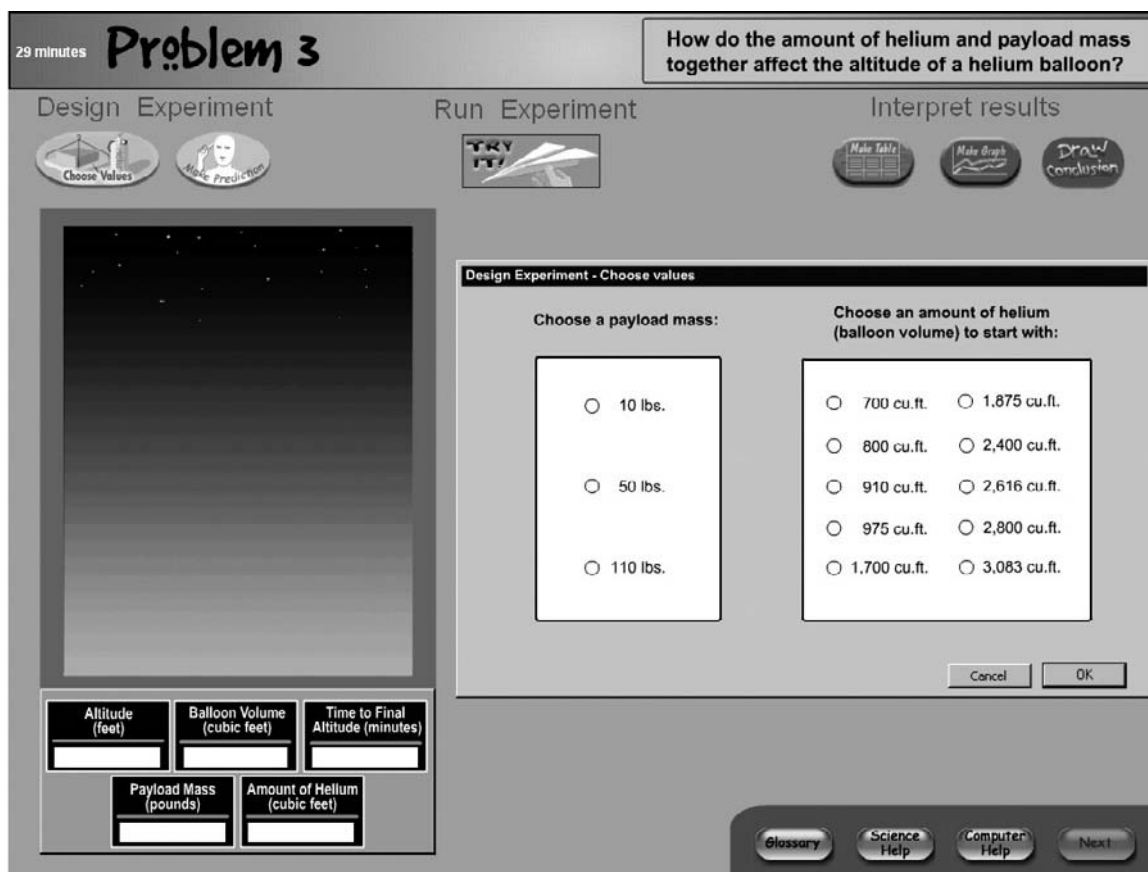 29 minutes Problem 3
How do the amount of helium and payload mass
together affect the altitude of a helium balloon?
Design Experiment
Run Experiment
Interpret results
Choose Values
Make Prediction
TRY
IT!
Make Table
Make Graph
Draw
Conclusion
Design Experiment - Choose values
Choose a payload mass:
Choose an amount of helium
(balloon volume) to start with:
10 lbs.
50 lbs.
110 lbs.
700 cu.ft. 1,875 cu.ft.
800 cu.ft. 2,400 cu.ft.
910 cu.ft. 2,616 cu.ft.
975 cu.ft. 2,800 cu.ft.
1,700 cu.ft. 3,083 cu.ft.
Cancel OK
Altitude
(feet)
Balloon Volume
(cubic feet)
Time to Final
Altitude (minutes)
Payload Mass
(pounds)
Amount of Helium
(cubic feet)
Glossary
Science
Help
Computer
Help
Next